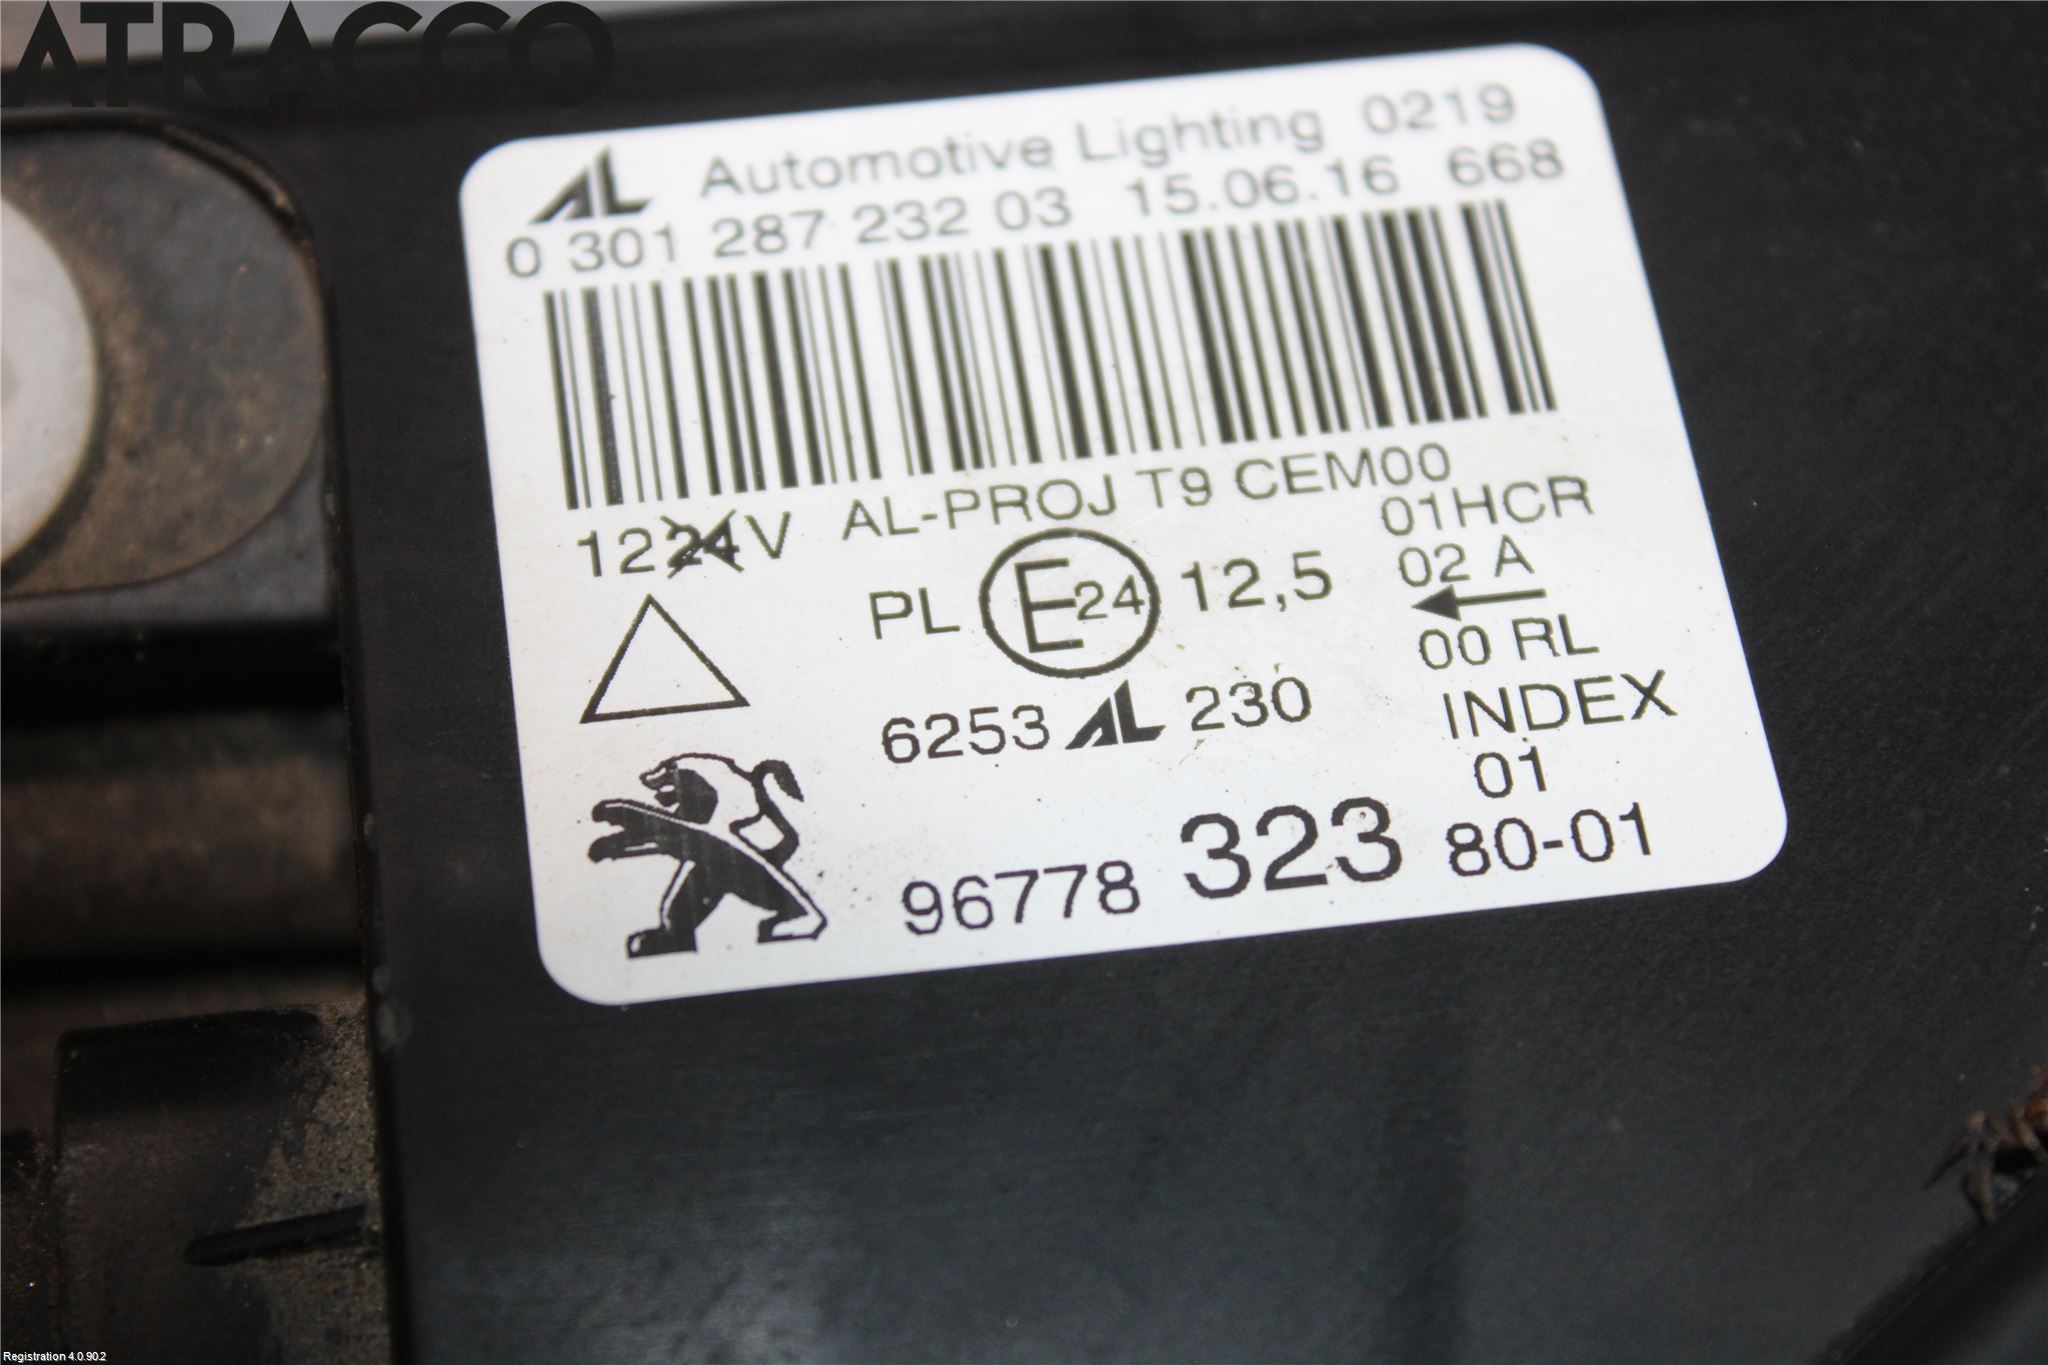 ATRACCO
AL Automotive Lighting 0219
0 301 287 232 03 15.06.16 668
1224V AL-PROJ T9 CEM00
01HCR
PL E24 12,5 02 A
00 RL
6253 AL 230 INDEX
01
96778 323 80-01
Registration 4.0.90.2